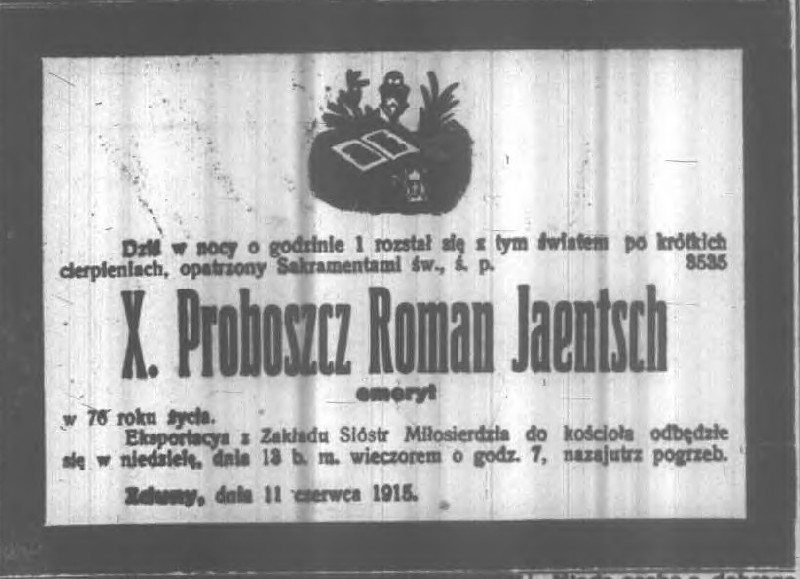 Dziś w nocy o godzinie 1 rozstał się z tym światem po krótkich
cierpieniach, opatrzony Sakramentami św., ś. p. 3535
X. Proboszcz Roman Jaentsch
emeryt
w 76 roku życia.
Eksportacya z Zakładu Sióstr Miłosierdzia do kościoła odbędzie
się w niedzielę, dnia 13 b. m. wieczorem o godz. 7, nazajutrz pogrzeb.
Zduny, dnia 11 czerwca 1915.